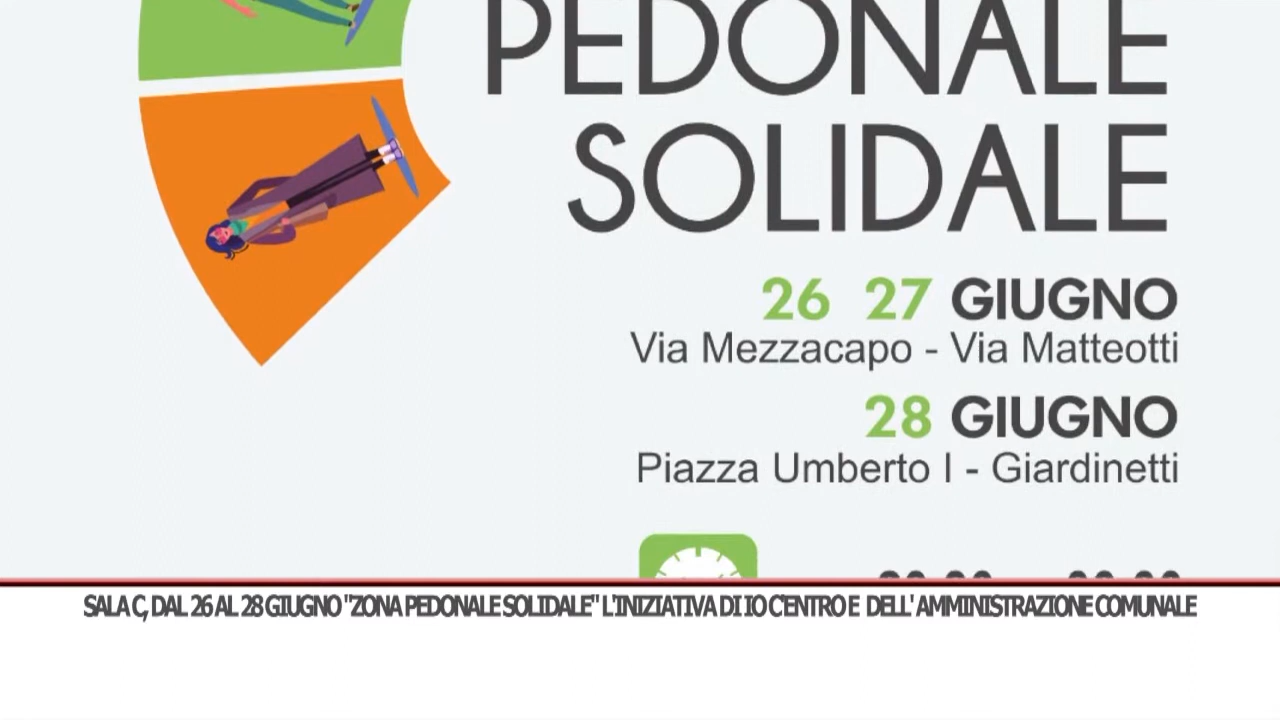 PEDONALE
SOLIDALE
26 27 GIUGNO
Via Mezzacapo - Via Matteotti
28 GIUGNO
Piazza Umberto I - Giardinetti
SALA C, DAL 26 AL 28 GIUGNO "ZONA PEDONALE SOLIDALE" L'INIZIATIVA DI IO C'ENTRO E DELL' AMMINISTRAZIONE COMUNALE